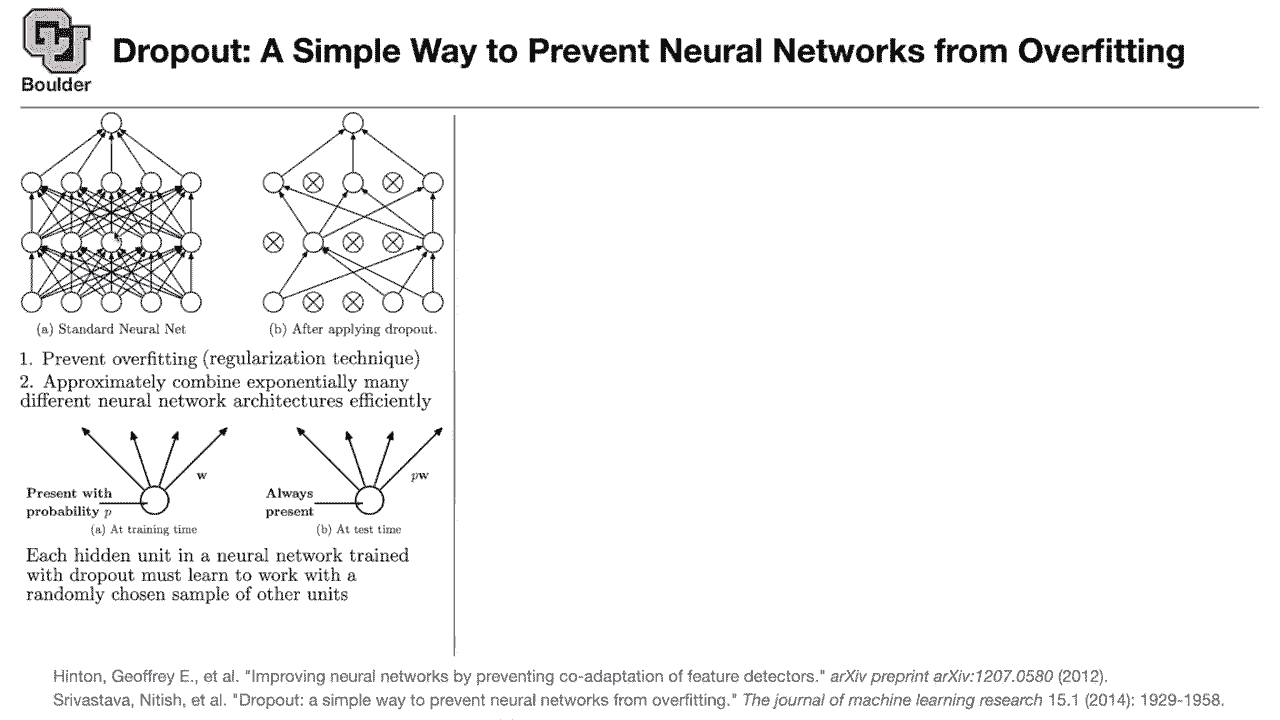 Boulder
Dropout: A Simple Way to Prevent Neural Networks from Overfitting
(a) Standard Neural Net
(b) After applying dropout.
1. Prevent overfitting (regularization technique)
2. Approximately combine exponentially many
different neural network architectures efficiently
w
Present with
probability p
(a) At training time
pw
Always
present
(b) At test time
Each hidden unit in a neural network trained
with dropout must learn to work with a
randomly chosen sample of other units
Hinton, Geoffrey E., et al. "Improving neural networks by preventing co-adaptation of feature detectors." arXiv preprint arXiv:1207.0580 (2012).
Srivastava, Nitish, et al. "Dropout: a simple way to prevent neural networks from overfitting." The journal of machine learning research 15.1 (2014): 1929-1958.